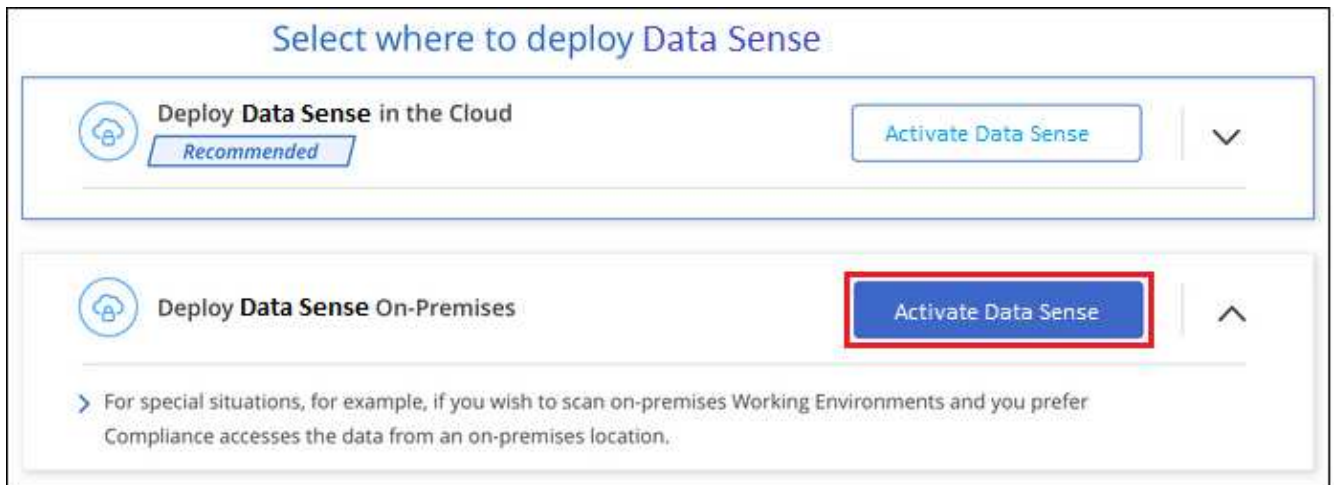 Select where to deploy Data Sense
Deploy Data Sense in the Cloud
Recommended
Activate Data Sense
Deploy Data Sense On-Premises
Activate Data Sense
For special situations, for example, if you wish to scan on-premises Working Environments and you prefer
Compliance accesses the data from an on-premises location.